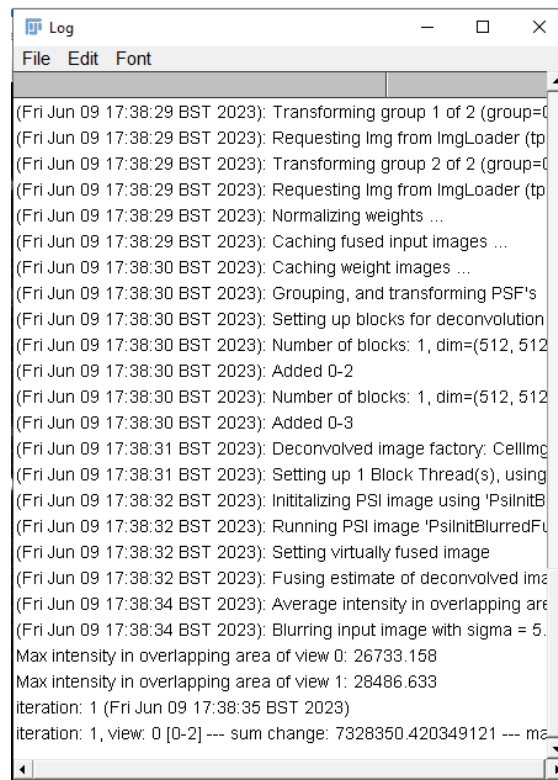 Log
File Edit Font
(Fri Jun 09 17:38:29 BST 2023): Transforming group 1 of 2 (group=0
(Fri Jun 09 17:38:29 BST 2023): Requesting Img from ImgLoader (tp
(Fri Jun 09 17:38:29 BST 2023): Transforming group 2 of 2 (group=0
(Fri Jun 09 17:38:29 BST 2023): Requesting Img from ImgLoader (tp
(Fri Jun 09 17:38:29 BST 2023): Normalizing weights ...
(Fri Jun 09 17:38:29 BST 2023): Caching fused input images ...
(Fri Jun 09 17:38:30 BST 2023): Caching weight images ...
(Fri Jun 09 17:38:30 BST 2023): Grouping, and transforming PSF's
(Fri Jun 09 17:38:30 BST 2023): Setting up blocks for deconvolution
(Fri Jun 09 17:38:30 BST 2023): Number of blocks: 1, dim=(512, 512
(Fri Jun 09 17:38:30 BST 2023): Added 0-2
(Fri Jun 09 17:38:30 BST 2023): Number of blocks: 1, dim=(512, 512
(Fri Jun 09 17:38:30 BST 2023): Added 0-3
(Fri Jun 09 17:38:31 BST 2023): Deconvolved image factory: CellImg
(Fri Jun 09 17:38:31 BST 2023): Setting up 1 Block Thread(s), using
(Fri Jun 09 17:38:32 BST 2023): Inititalizing PSI image using 'PsiInitB
(Fri Jun 09 17:38:32 BST 2023): Running PSI image 'PsiInitBlurredFu
(Fri Jun 09 17:38:32 BST 2023): Setting virtually fused image
(Fri Jun 09 17:38:32 BST 2023): Fusing estimate of deconvolved ima
(Fri Jun 09 17:38:34 BST 2023): Average intensity in overlapping are
(Fri Jun 09 17:38:34 BST 2023): Blurring input image with sigma = 5.
Max intensity in overlapping area of view 0: 26733.158
Max intensity in overlapping area of view 1: 28486.633
iteration: 1 (Fri Jun 09 17:38:35 BST 2023)
iteration: 1, view: 0 [0-2] --- sum change: 7328350.420349121 --- ma